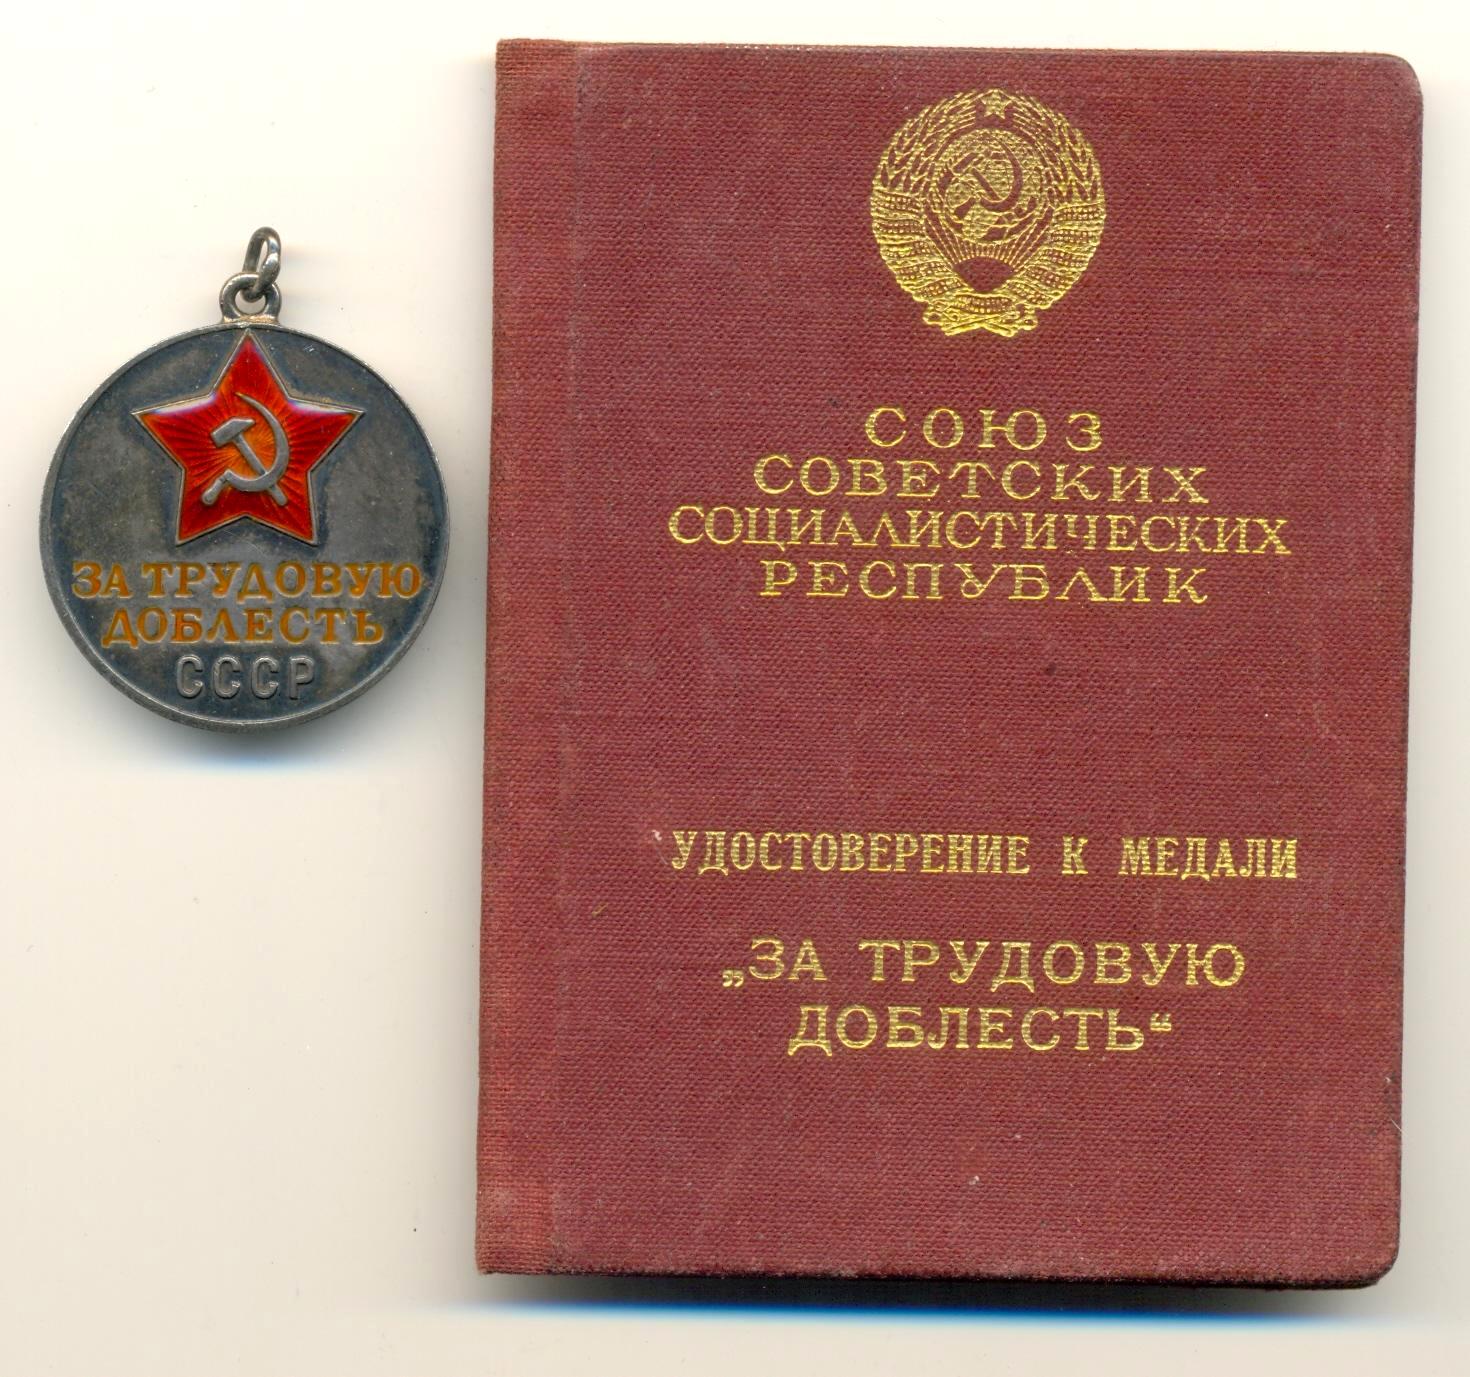 ЗА ТРУДОВУЮ
ДОБЛЕСТЬ
СССР
СОЮЗ
СОВЕТСКИХ
СОЦИАЛИСТИЧЕСКИХ
РЕСПУБЛИК
УДОСТОВЕРЕНИЕ К МЕДАЛИ
„ЗА ТРУДОВУЮ
ДОБЛЕСТЬ“